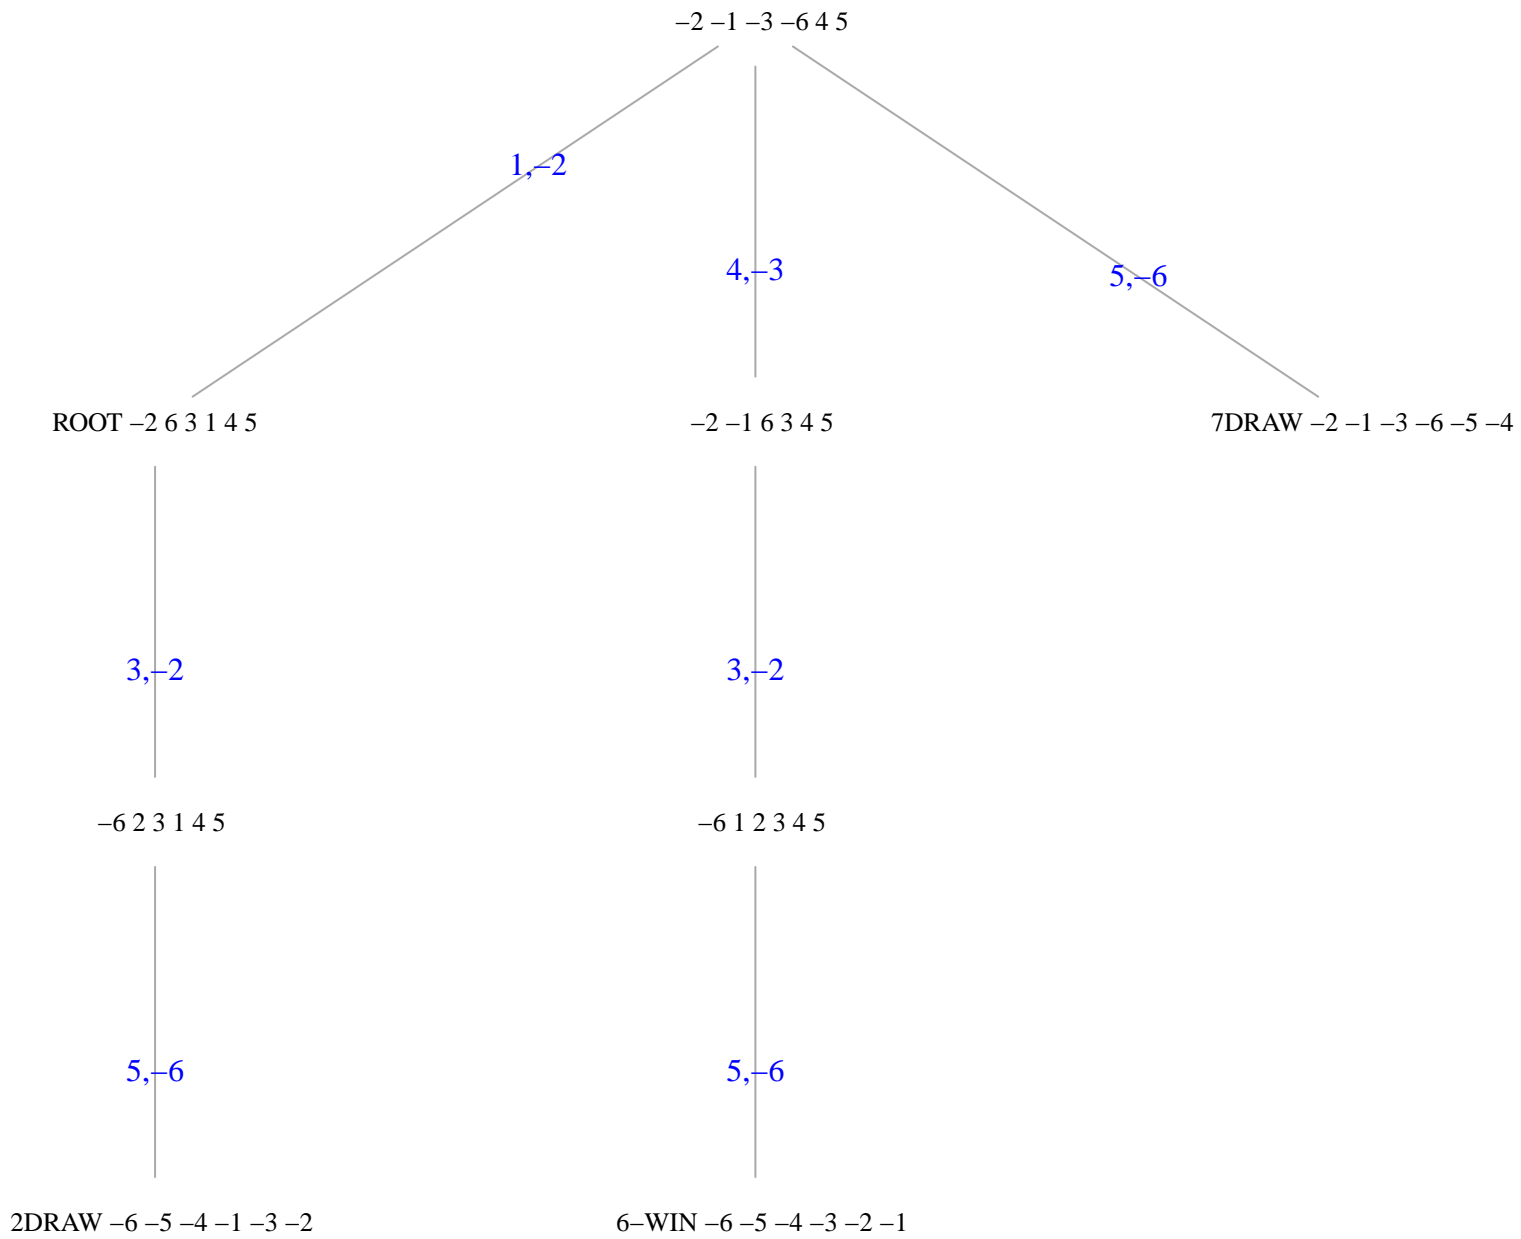 –2 –1 –3 –6 4 5
1,–2
4,–3
5,–6
ROOT –2 6 3 1 4 5
–2 –1 6 3 4 5
7DRAW –2 –1 –3 –6 –5 –4
3,–2
3,–2
–6 2 3 1 4 5
–6 1 2 3 4 5
5,–6
5,–6
2DRAW –6 –5 –4 –1 –3 –2
6–WIN –6 –5 –4 –3 –2 –1